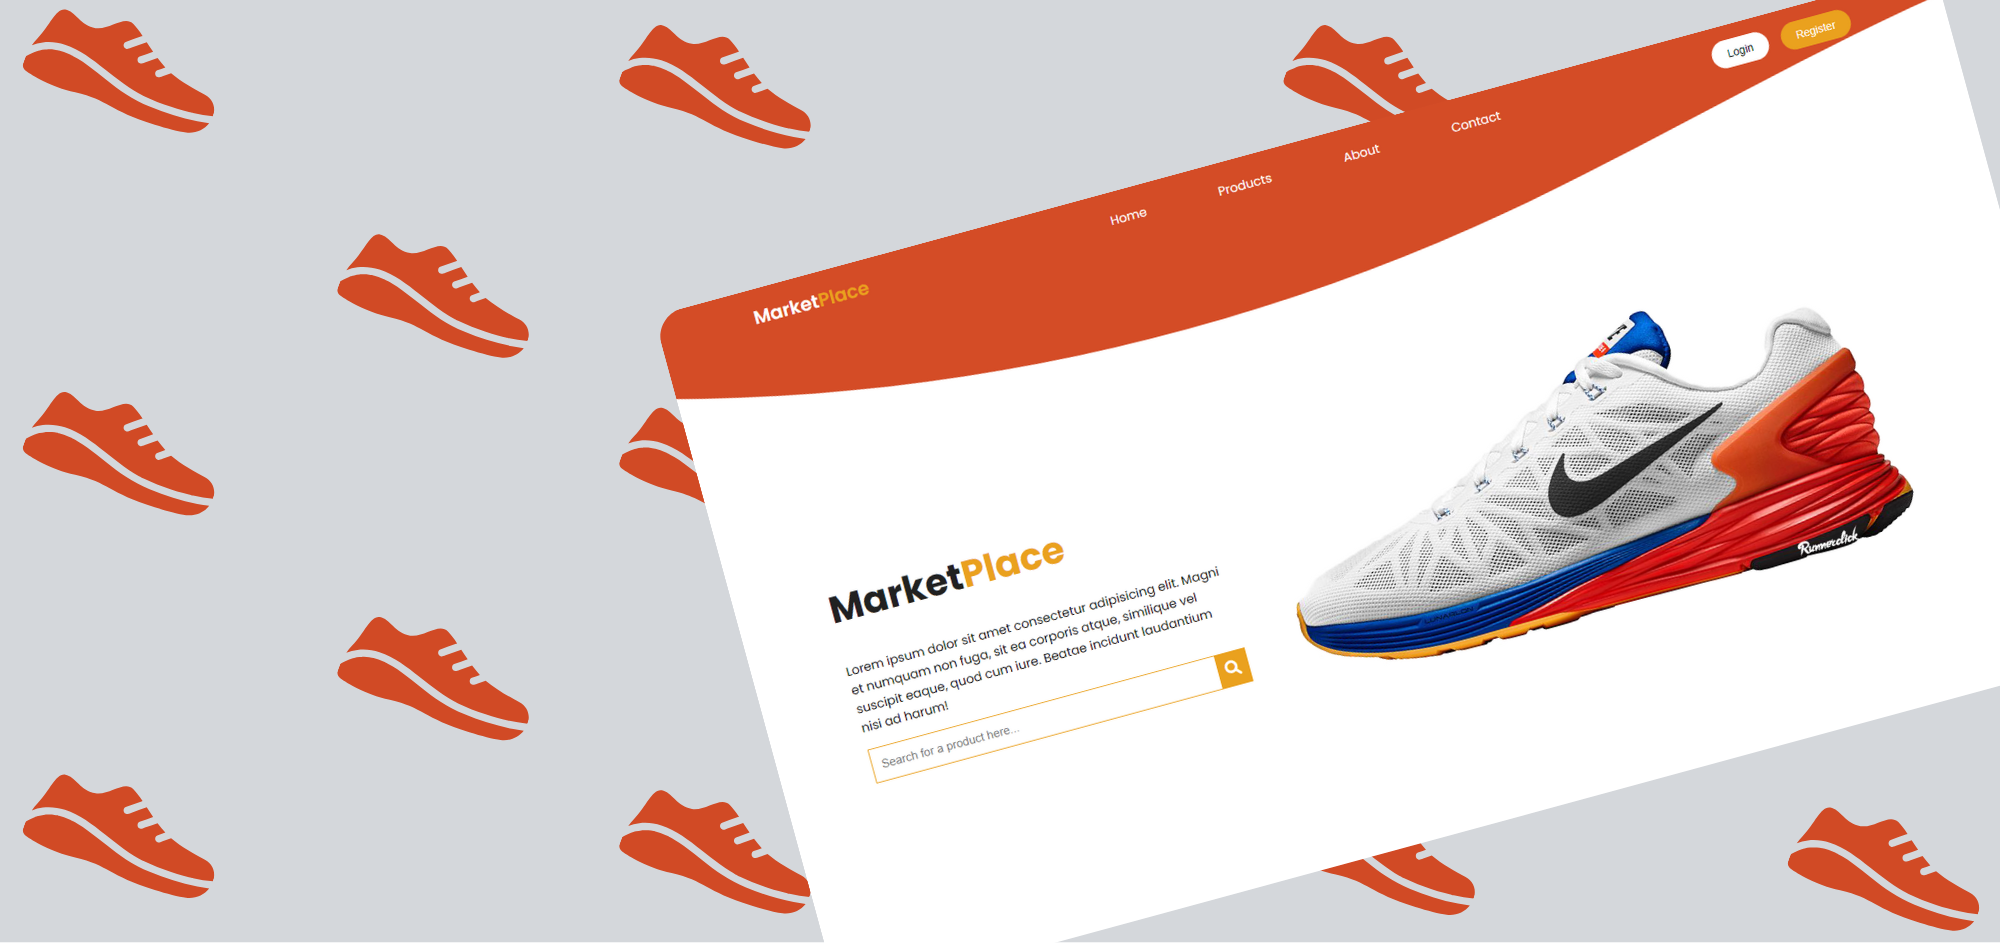 MarketPlace
Home
Products
About
Contact
Login
Register
MarketPlace
Lorem ipsum dolor sit amet consectetur adipisicing elit. Magni
et numquam non fuga, sit ea corporis atque, similique vel
suscipit eaque, quod cum iure. Beatae incidunt laudantium
nisi ad harum!
Search for a product here...
Runnerclick